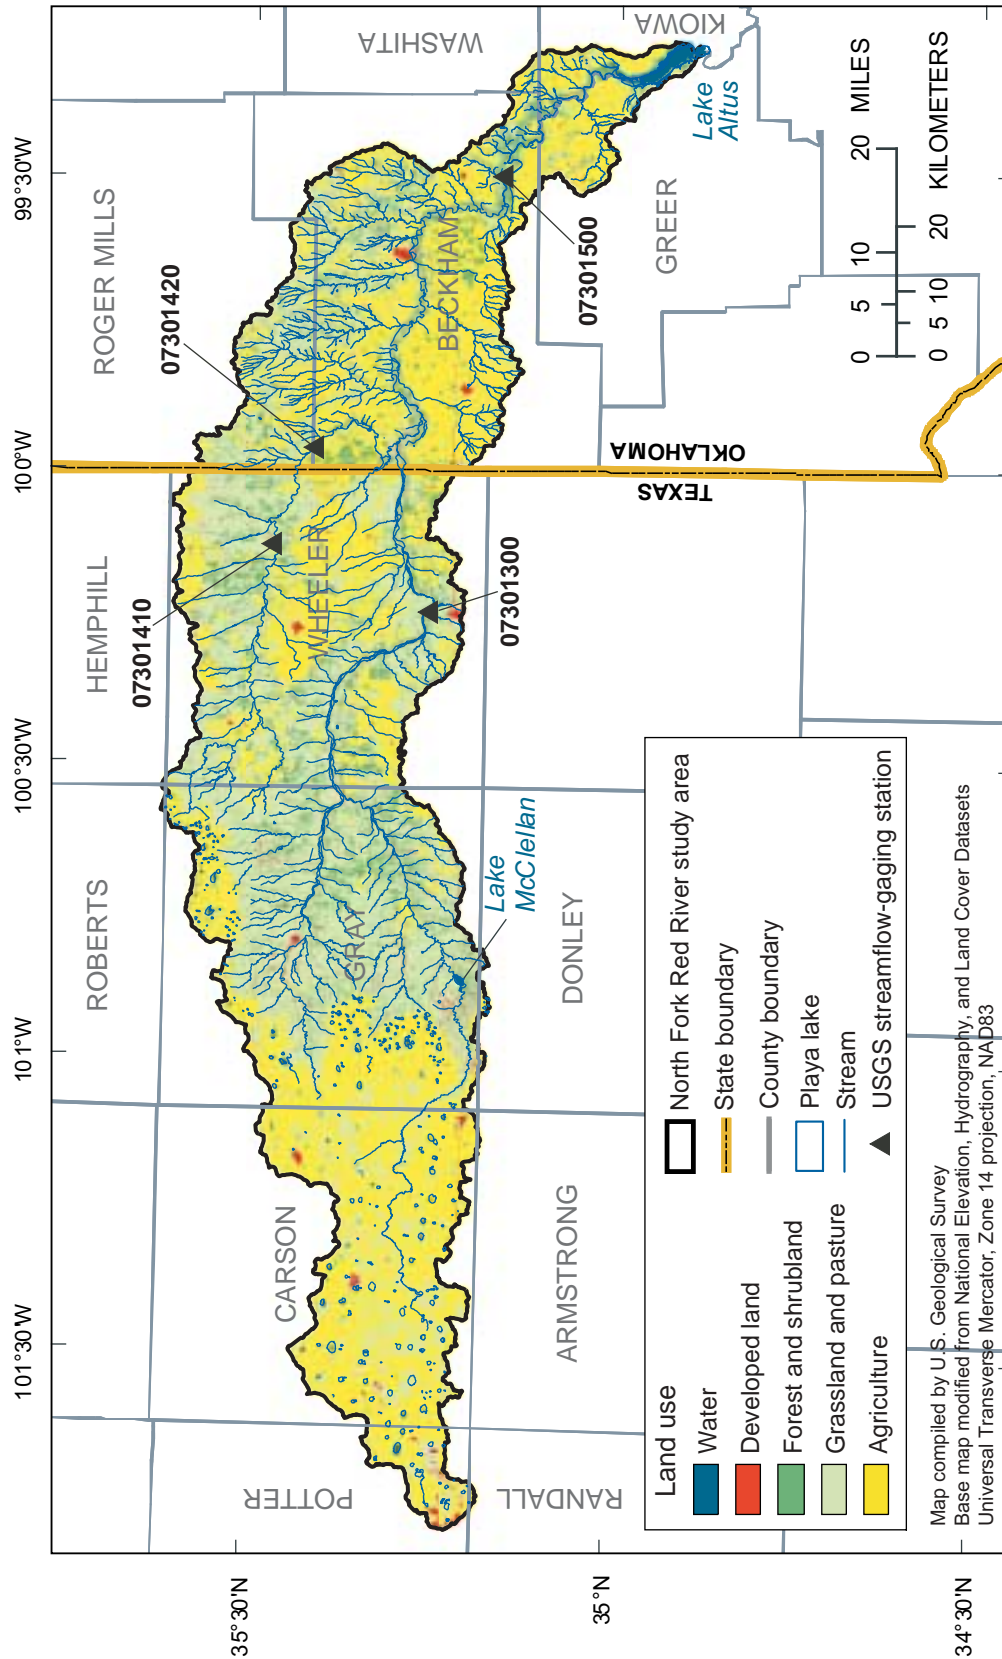 101°30'W
101°W
100°30'W
100°W
99°30'W
35°30'N
35°N
34°30'N
POTTER
CARSON
ROBERTS
HEMPHILL
ROGER MILLS
WASHITA
RANDALL
ARMSTRONG
DONLEY
GRAY
WHEELER
BECKHAM
GREER
KIOWA
07301410
07301420
07301300
07301500
Lake
McClellan
Lake
Altus
TEXAS
OKLAHOMA
Land use
Water
Developed land
Forest and shrubland
Grassland and pasture
Agriculture
North Fork Red River study area
State boundary
County boundary
Playa lake
Stream
USGS streamflow-gaging station
0 5 10 20 MILES
0 5 10 20 KILOMETERS
Map compiled by U.S. Geological Survey
Base map modified from National Elevation, Hydrography, and Land Cover Datasets
Universal Transverse Mercator, Zone 14 projection, NAD83